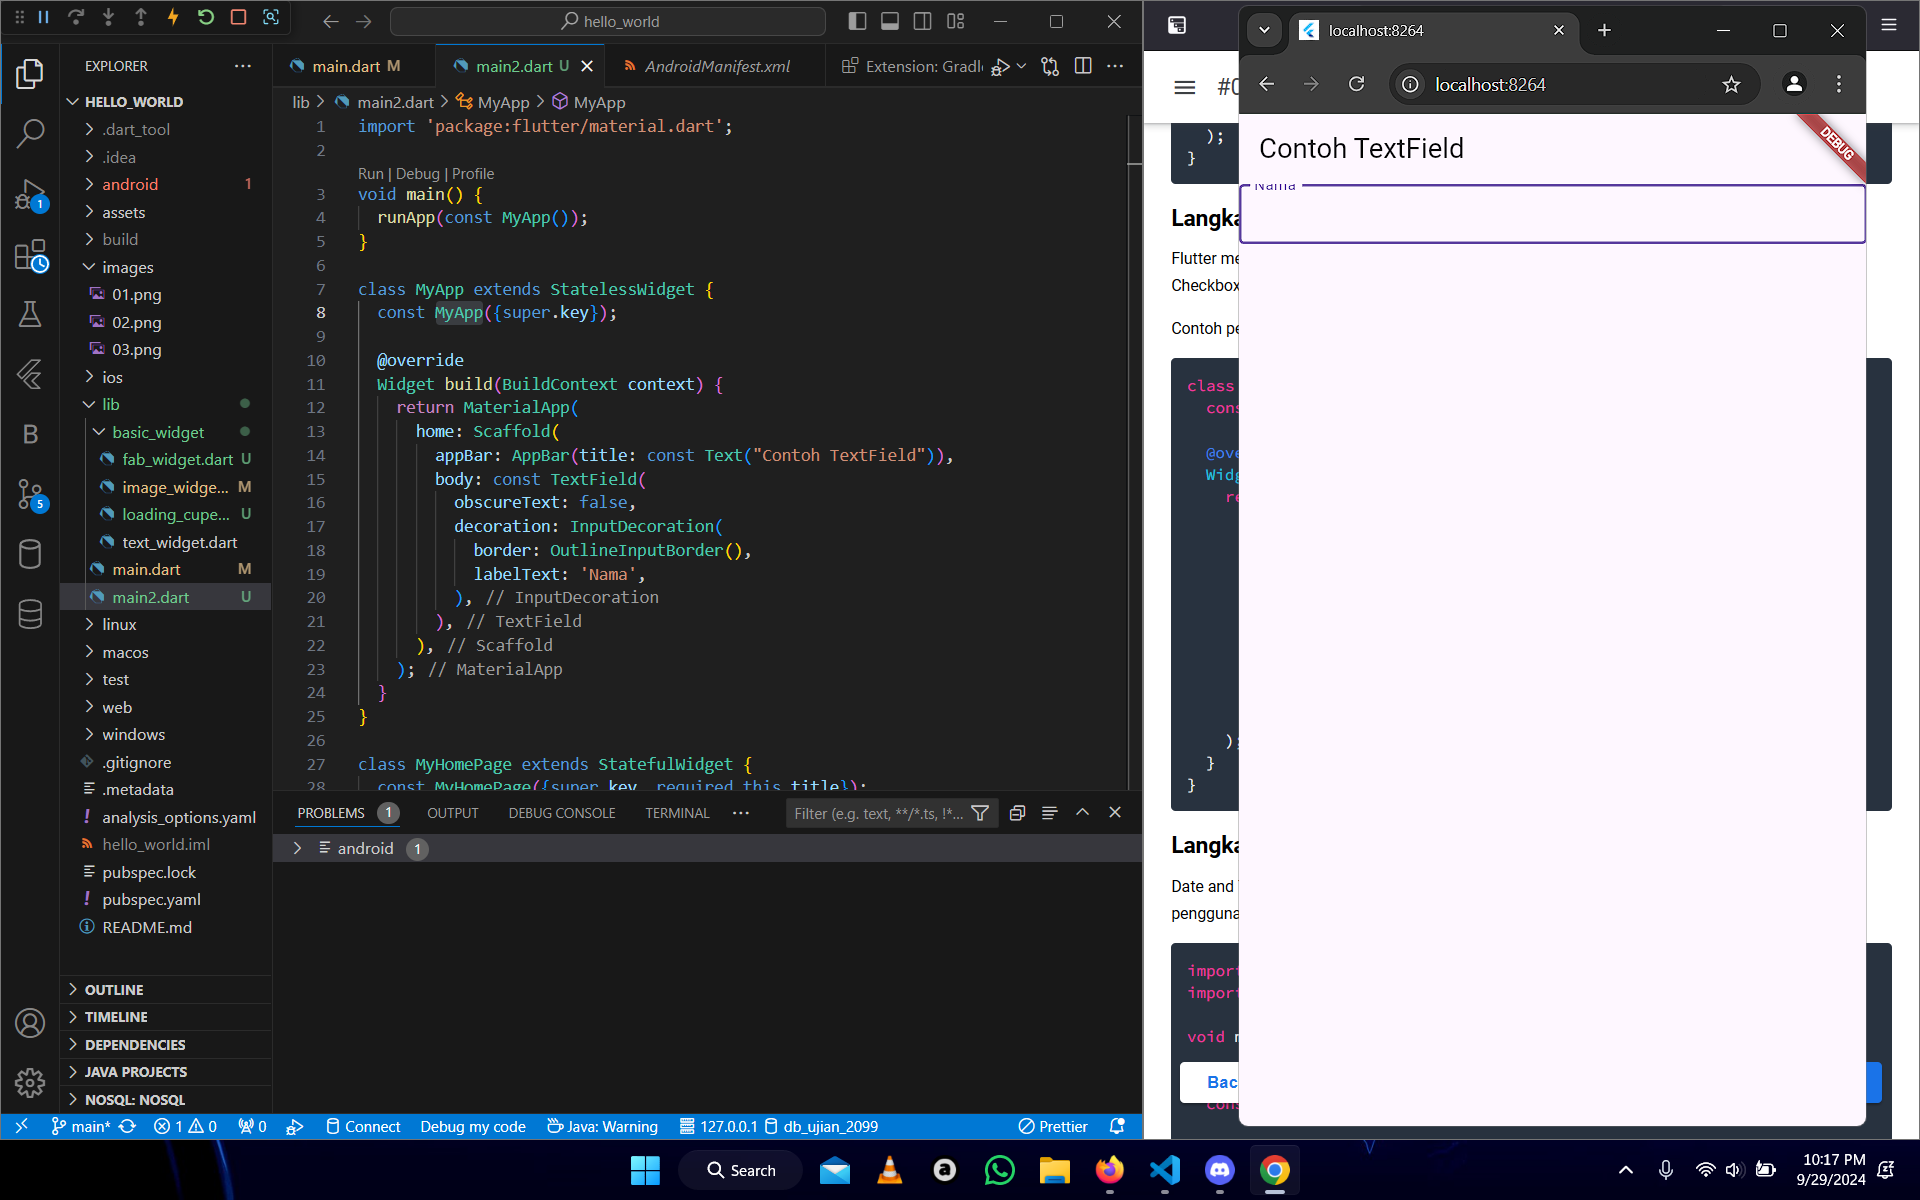 hello_world
EXPLORER
HELLO_WORLD
.dart_tool
.idea
android 1
assets
build
images
01.png
02.png
03.png
ios
lib
basic_widget
fab_widget.dart U
image_widge... M
loading_cupe... U
text_widget.dart
main.dart M
main2.dart U
linux
macos
test
web
windows
.gitignore
.metadata
analysis_options.yaml
hello_world.iml
pubspec.lock
pubspec.yaml
README.md
OUTLINE
TIMELINE
DEPENDENCIES
JAVA PROJECTS
NOSQL: NOSQL
1
5
main.dart M
main2.dart U
AndroidManifest.xml
Extension: Gradl
lib > main2.dart > MyApp > MyApp
1 import 'package:flutter/material.dart';
2
Run | Debug | Profile
3 void main() {
4 runApp(const MyApp());
5 }
6
7 class MyApp extends StatelessWidget {
8 const MyApp({super.key});
9
10 @override
11 Widget build(BuildContext context) {
12 return MaterialApp(
13 home: Scaffold(
14 appBar: AppBar(title: const Text("Contoh TextField")),
15 body: const TextField(
16 obscureText: false,
17 decoration: InputDecoration(
18 border: OutlineInputBorder(),
19 labelText: 'Nama',
20 ), // InputDecoration
21 ), // TextField
22 ), // Scaffold
23 ); // MaterialApp
24 }
25 }
26
27 class MyHomePage extends StatefulWidget {
28 const MyHomePage({super.key, required this.title});
PROBLEMS 1 OUTPUT DEBUG CONSOLE TERMINAL
Filter (e.g. text, **/*.ts, !*...
android 1
main* 1 0 0 Connect Debug my code Java: Warning 127.0.0.1 db_ujian_2099 Prettier
#0
);
}
Langka
Flutter me
Checkbox
Contoh pe
class
cons
@ove
Widg
re
);
}
}
Langka
Date and
pengguna
impor
impor
void m
Bac
cons
localhost:8264
localhost:8264
Contoh TextField
DEBUG
Nama
Search
10:17 PM
9/29/2024